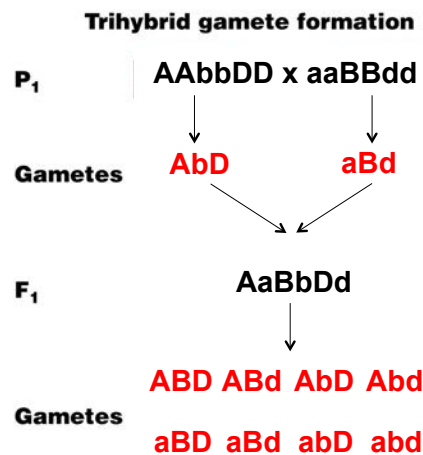 Trihybrid gamete formation
P₁ AAbbDD x aaBBdd
Gametes AbD aBd
F₁ AaBbDd
ABD ABd AbD Abd
Gametes
aBD aBd abD abd